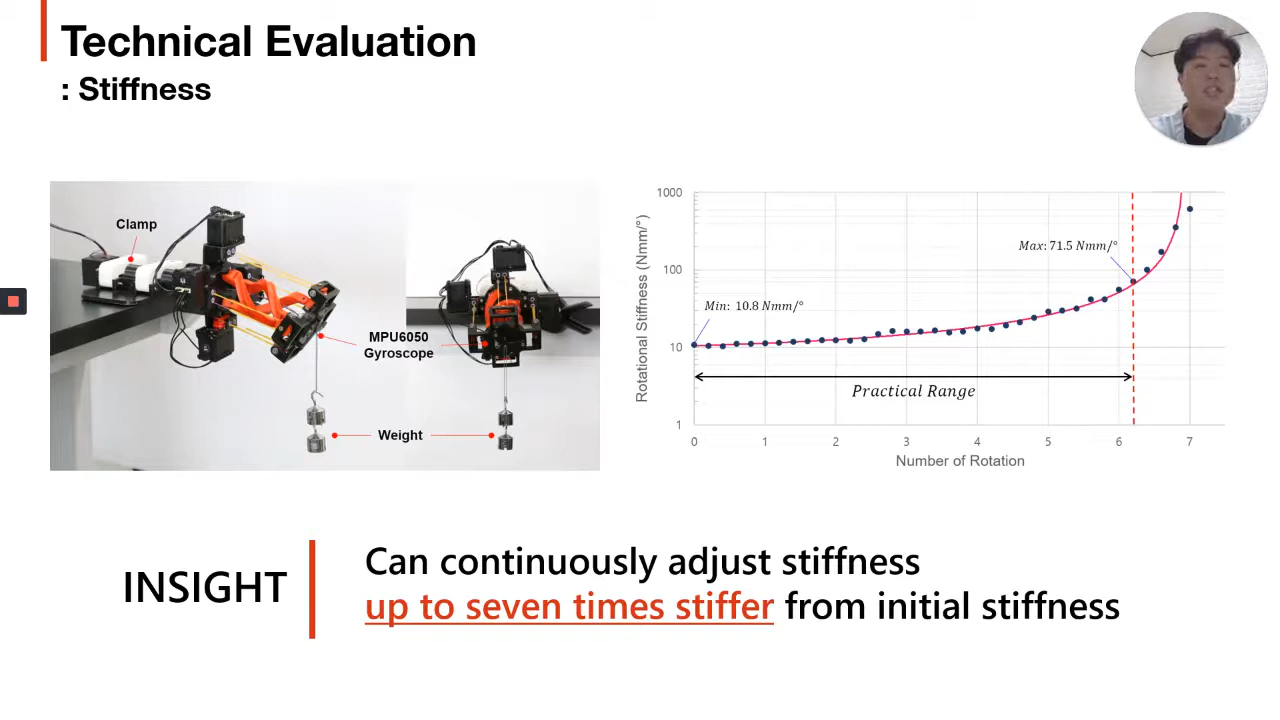 Technical Evaluation
: Stiffness
Clamp
MPU6050
Gyroscope
Weight
Rotational Stiffness (Nmm/°)
1000
100
10
1
Max: 71.5 Nmm/°
Min: 10.8 Nmm/°
Practical Range
0 1 2 3 4 5 6 7
Number of Rotation
INSIGHT
Can continuously adjust stiffness
up to seven times stiffer from initial stiffness